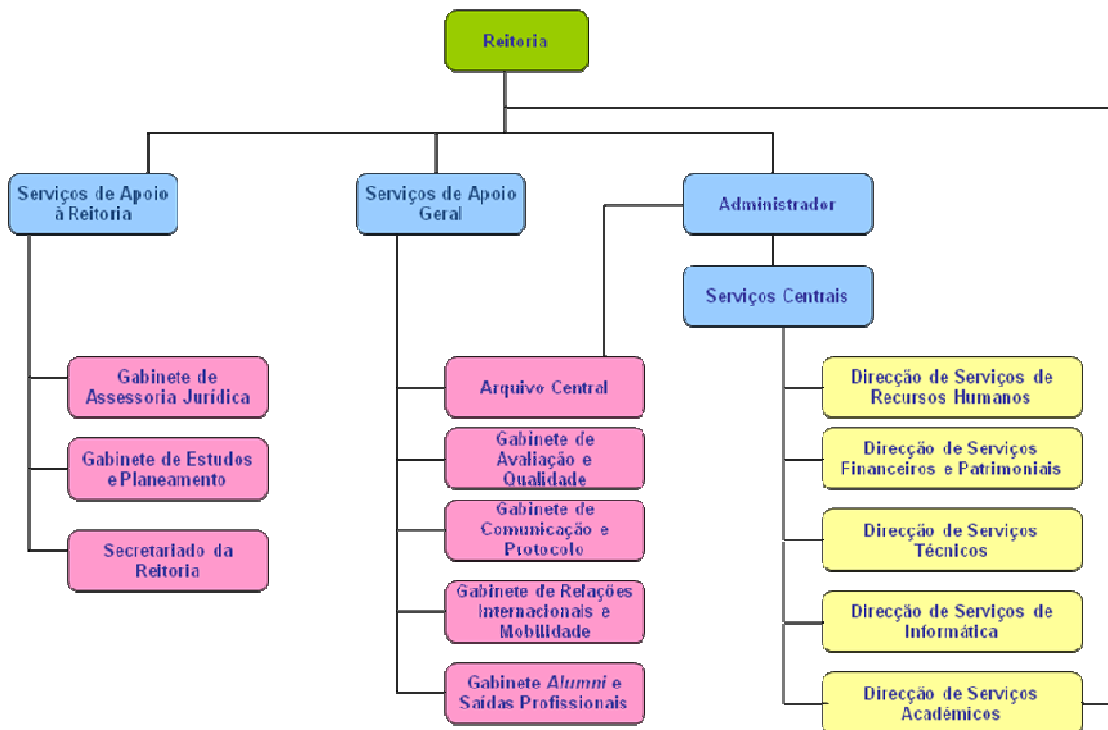 Reitoria
Serviços de Apoio
à Reitoria
Serviços de Apoio
Geral
Administrador
Serviços Centrais
Gabinete de
Assessoria Jurídica
Gabinete de Estudos
e Planeamento
Secretariado da
Reitoria
Arquivo Central
Gabinete de
Avaliação e
Qualidade
Gabinete de
Comunicação e
Protocolo
Gabinete de Relações
Internacionais e
Mobilidade
Gabinete Alumni e
Saídas Profissionais
Direcção de Serviços de
Recursos Humanos
Direcção de Serviços
Financeiros e Patrimoniais
Direcção de Serviços
Técnicos
Direcção de Serviços de
Informática
Direcção de Serviços
Académicos